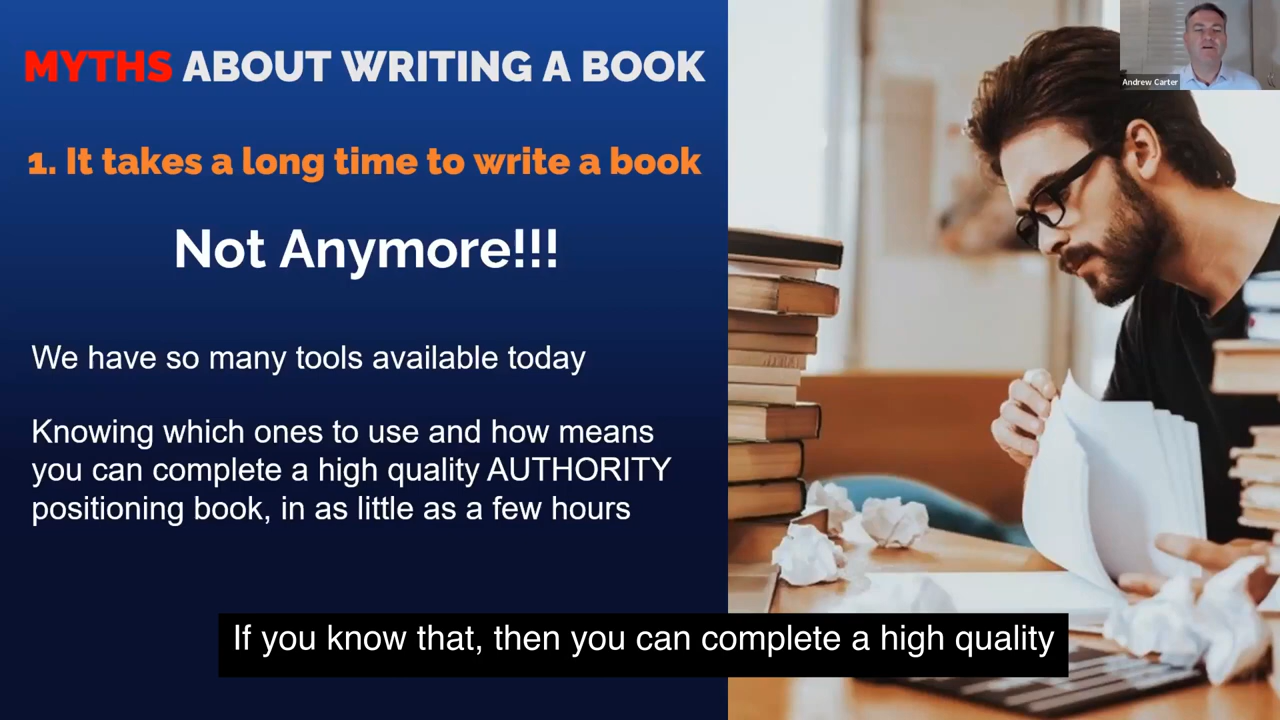 MYTHS ABOUT WRITING A BOOK
1. It takes a long time to write a book
Not Anymore!!!
We have so many tools available today
Knowing which ones to use and how means
you can complete a high quality AUTHORITY
positioning book, in as little as a few hours
Andrew Carter
If you know that, then you can complete a high quality